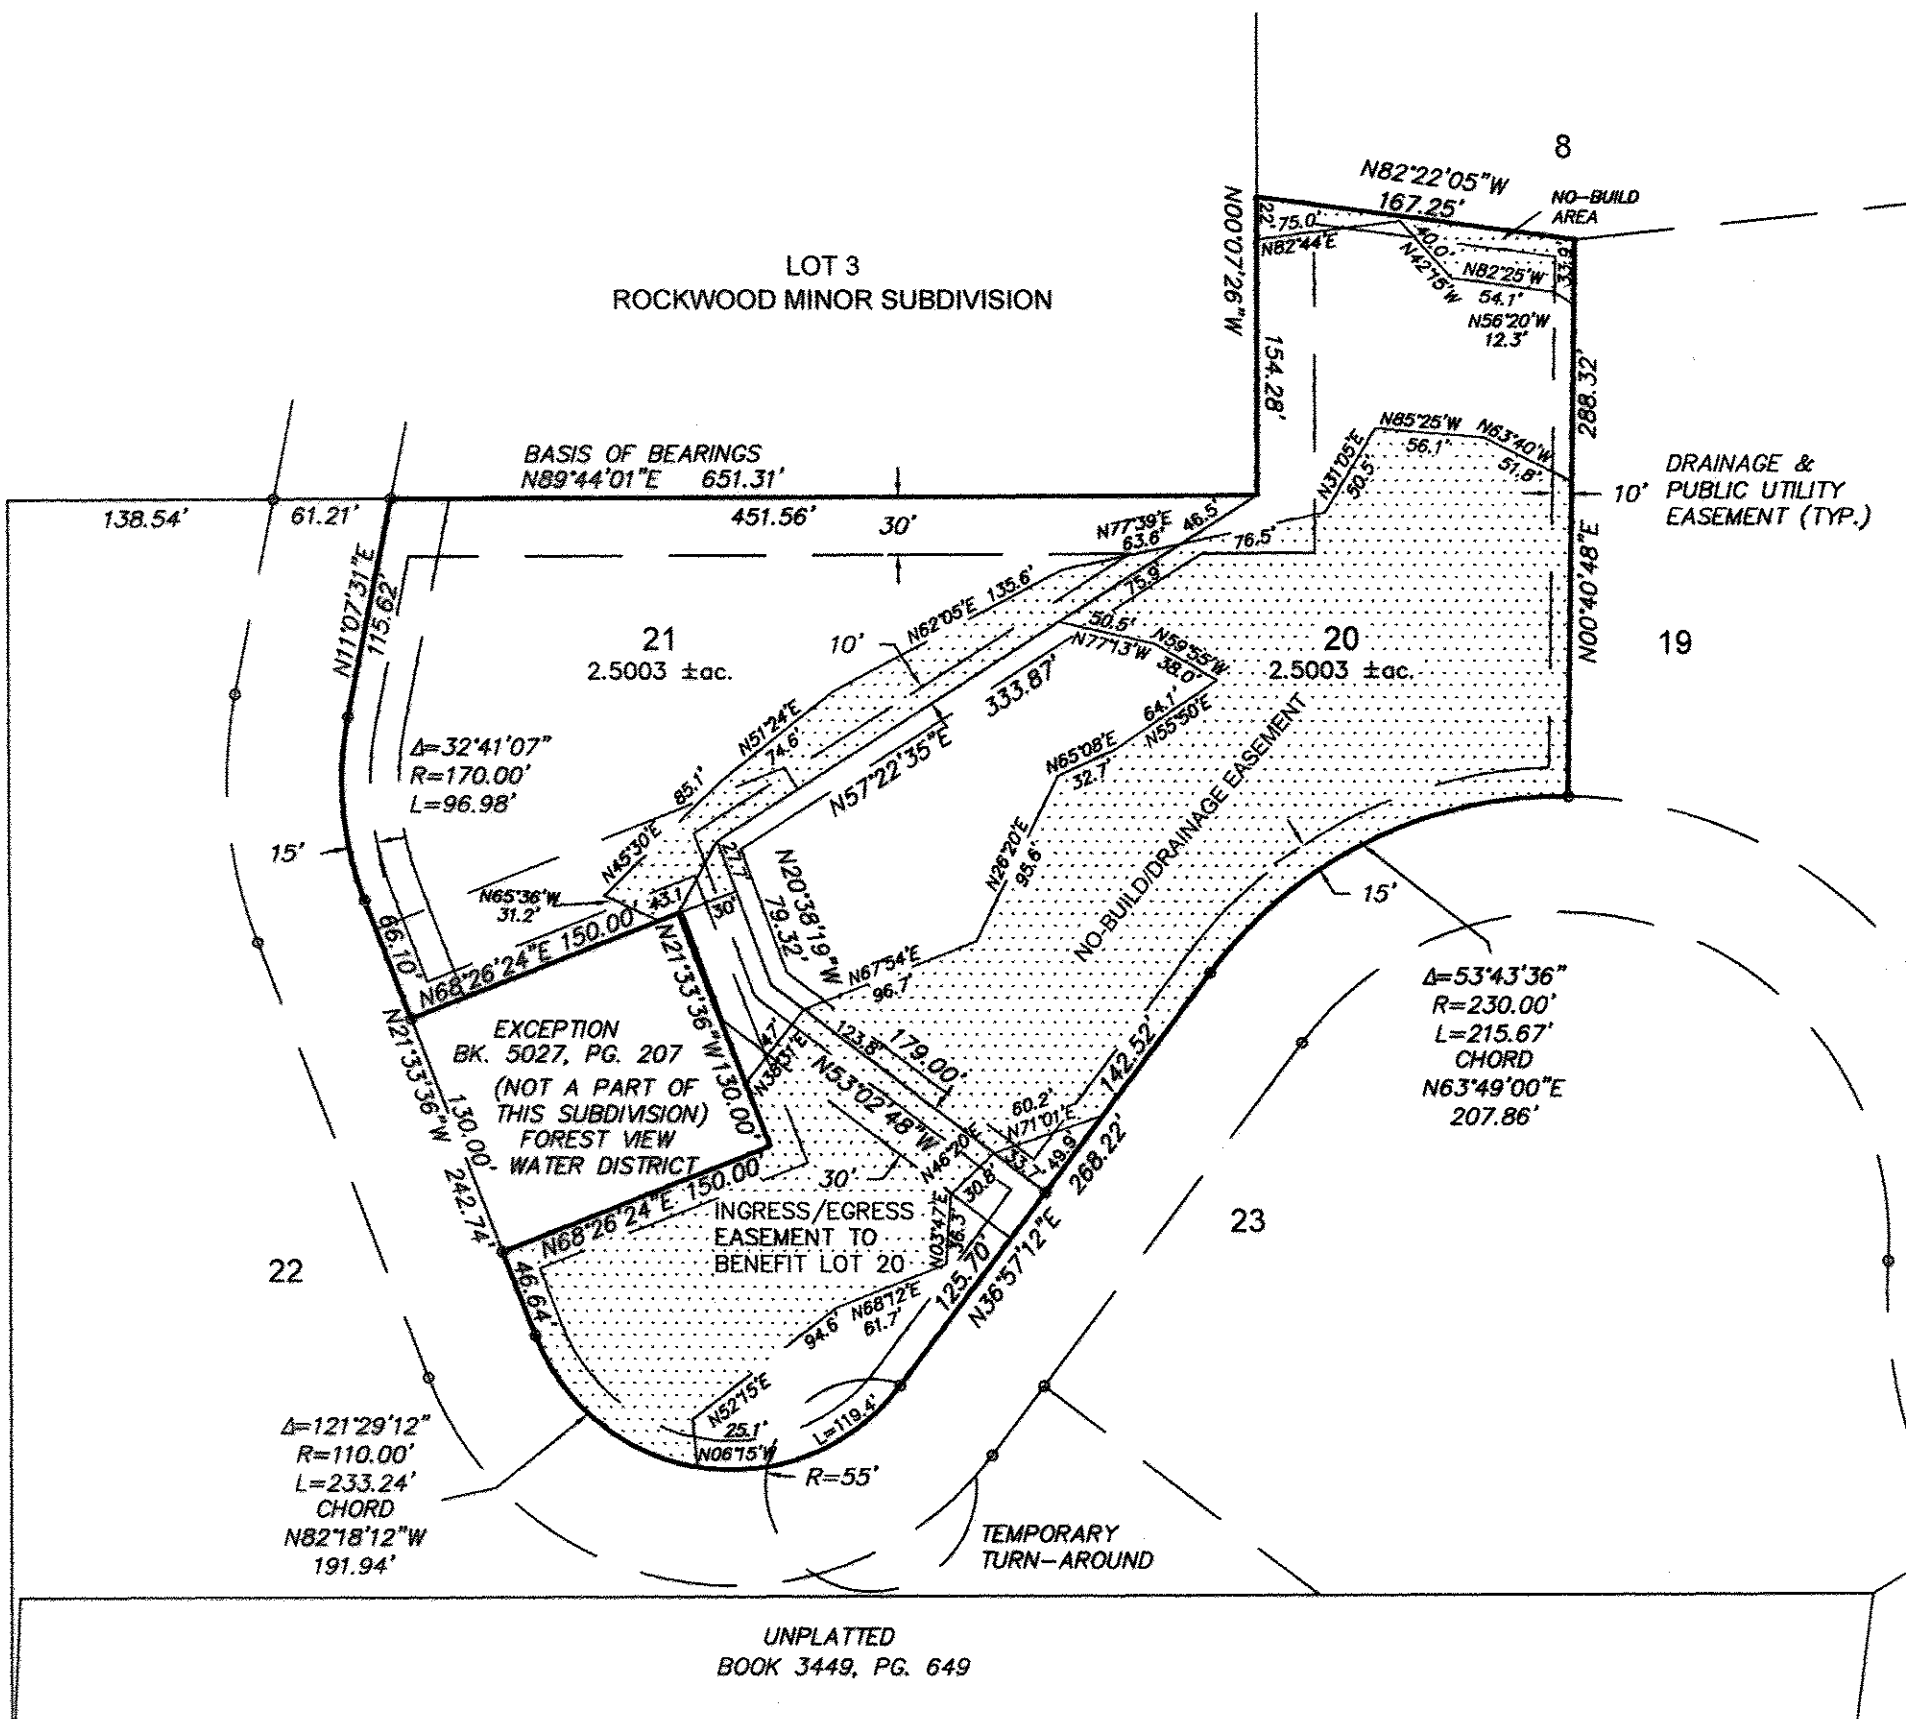 8
N82°22'05"W
167.25'
NO-BUILD
AREA
N00°07'26"W
154.28'
22'
75.0'
N82°44'E
40.0'
N42°15'W
N82°25'W
54.1'
33.9'
N56°20'W
12.3'
288.32'
N00°40'48"E
LOT 3
ROCKWOOD MINOR SUBDIVISION
BASIS OF BEARINGS
N89°44'01"E 651.31'
138.54'
61.21'
451.56'
30'
N85°25'W
56.1'
N63°40'W
51.8'
N31°05'E
50.5'
10'
DRAINAGE &
PUBLIC UTILITY
EASEMENT (TYP.)
N77°39'E
63.6'
46.5'
76.5'
75.9'
N11°07'31"E
115.62'
N62°05'E 135.6'
21
2.5003 ±ac.
10'
50.5'
N77°13'W
N59°55'W
38.0'
20
2.5003 ±ac.
19
333.87'
N57°22'35"E
64.1'
N55°50'E
N65°08'E
32.7'
N51°24'E
74.6'
85.1'
Δ=32°41'07"
R=170.00'
L=96.98'
15'
N45°30'E
N65°36'W
31.2'
43.1
30'
27.7'
N20°38'19"W
79.32'
N26°20'E
95.6'
NO-BUILD/DRAINAGE EASEMENT
15'
66.10'
N68°26'24"E 150.00'
N67°54'E
96.7'
N21°33'36"W 130.00'
EXCEPTION
BK. 5027, PG. 207
(NOT A PART OF
THIS SUBDIVISION)
FOREST VIEW
WATER DISTRICT
N21°33'36"W
130.00'
242.74'
N38°31'E
123.8'
179.00'
N53°02'48"W
142.52'
Δ=53°43'36"
R=230.00'
L=215.67'
CHORD
N63°49'00"E
207.86'
60.2'
N71°01'E
N46°20'E
30.8'
33.7'
49.9'
268.22'
N68°26'24"E 150.00'
30'
INGRESS/EGRESS
EASEMENT TO
BENEFIT LOT 20
N03°47'E
36.3'
125.70'
N36°57'12"E
23
22
46.64'
94.6'
N68°12'E
61.7'
N52°15'E
25.1'
N06°15'W
L=119.4'
R=55'
Δ=121°29'12"
R=110.00'
L=233.24'
CHORD
N82°18'12"W
191.94'
TEMPORARY
TURN-AROUND
UNPLATTED
BOOK 3449, PG. 649